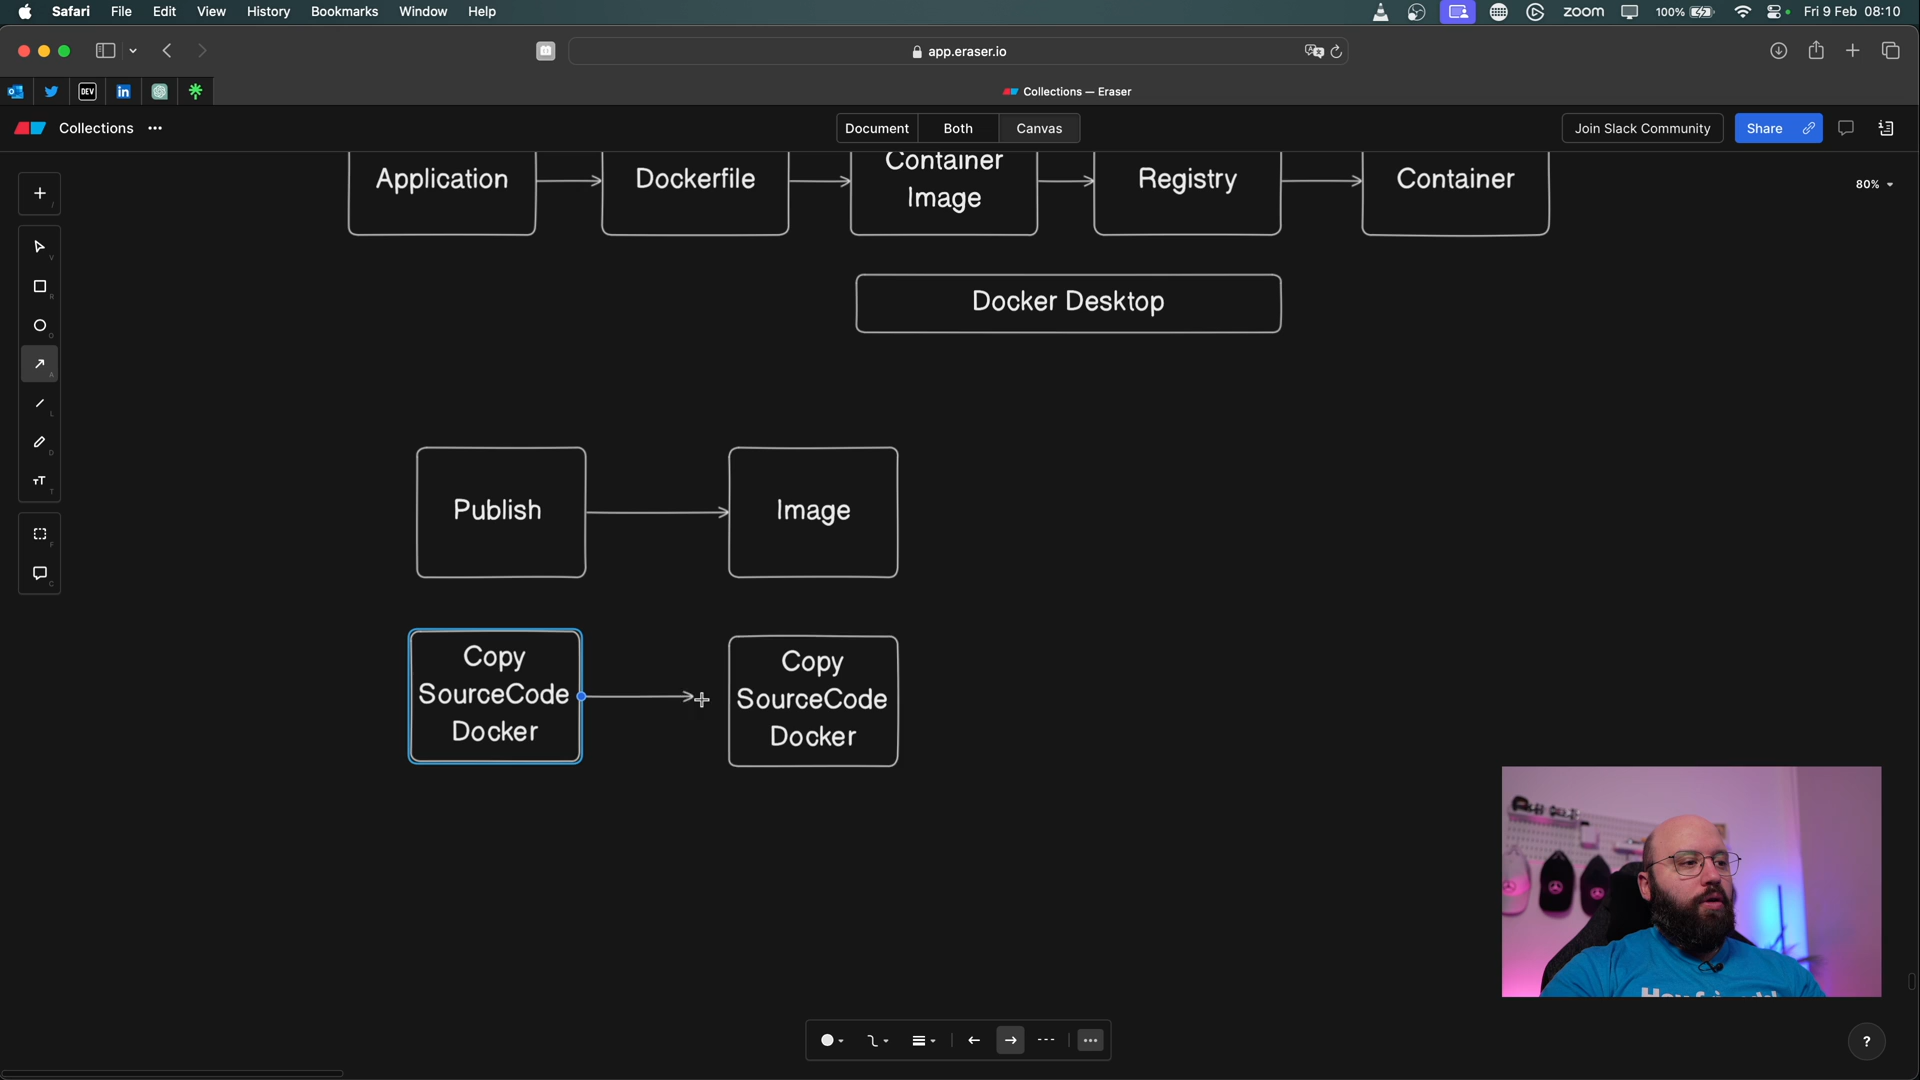 Safari File Edit View History Bookmarks Window Help
zoom 100% Fri 9 Feb 08:10
app.eraser.io
DEV
in
Collections — Eraser
Collections
Document Both Canvas
Join Slack Community
Share
80%
Application
Dockerfile
Container
Image
Registry
Container
Docker Desktop
Publish
Image
Copy
SourceCode
Docker
Copy
SourceCode
Docker
V
R
O
A
L
D
T
F
C
?